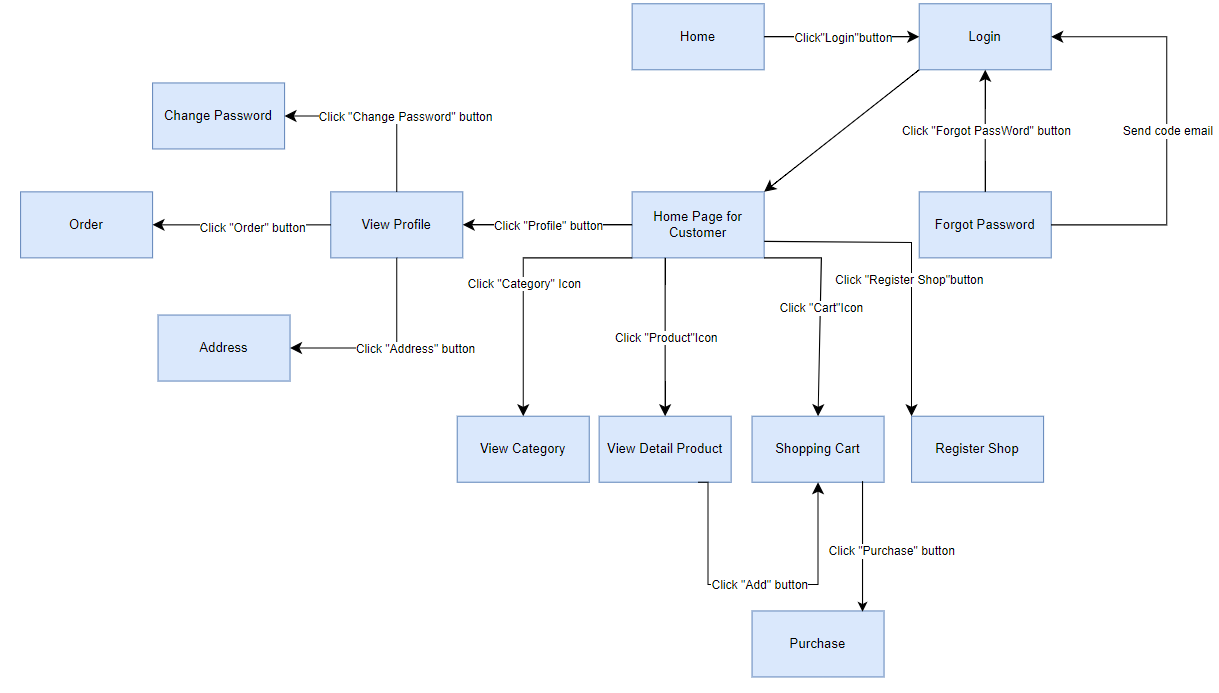 Home
Click"Login"button
Login
Change Password
Click "Change Password" button
Click "Forgot PassWord" button
Send code email
Order
Click "Order" button
View Profile
Click "Profile" button
Home Page for
Customer
Forgot Password
Click "Category" Icon
Click "Register Shop"button
Click "Cart"Icon
Click "Product"Icon
Address
Click "Address" button
View Category
View Detail Product
Shopping Cart
Register Shop
Click "Purchase" button
Click "Add" button
Purchase